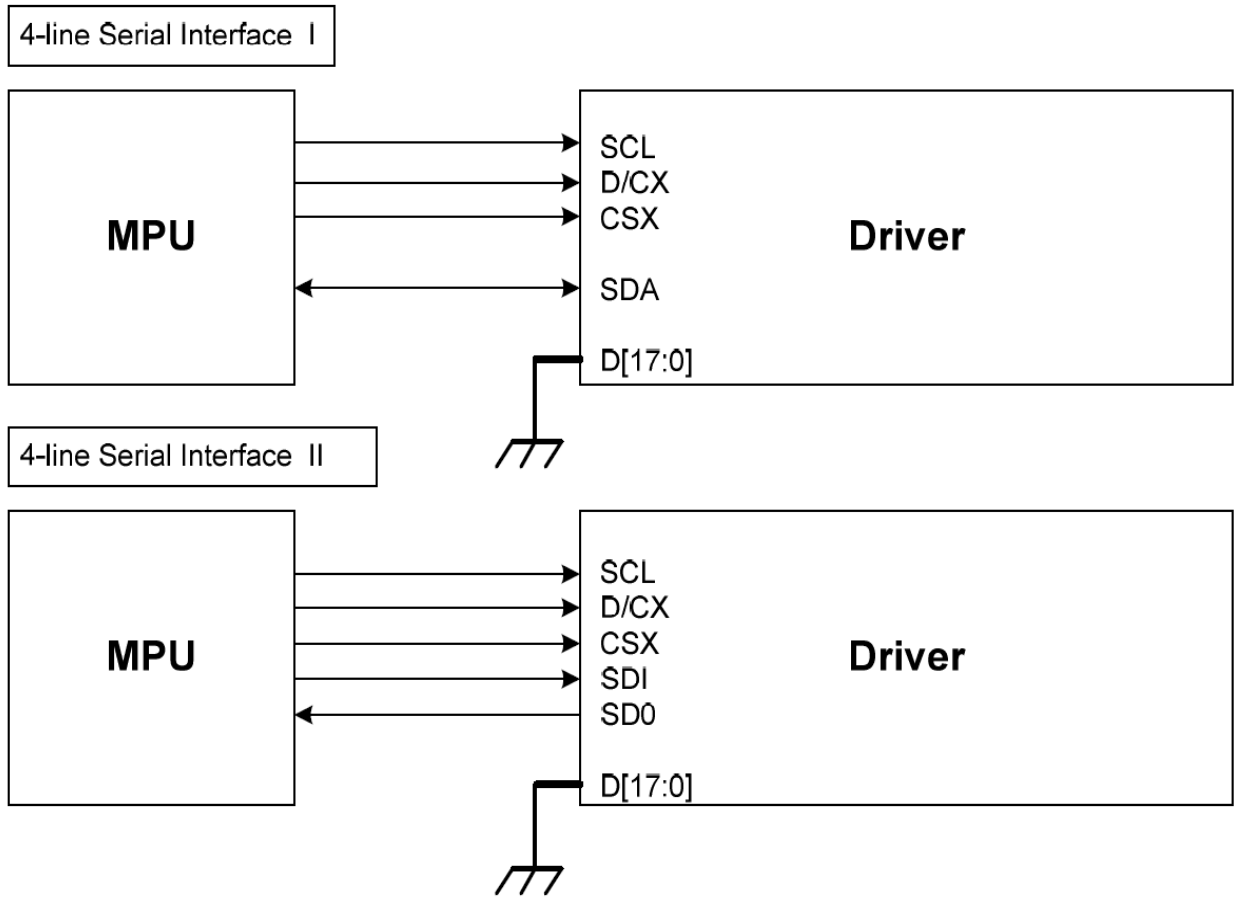 4-line Serial Interface I
MPU
SCL
D/CX
CSX
SDA
D[17:0]
Driver
4-line Serial Interface II
MPU
SCL
D/CX
CSX
SDI
SD0
D[17:0]
Driver